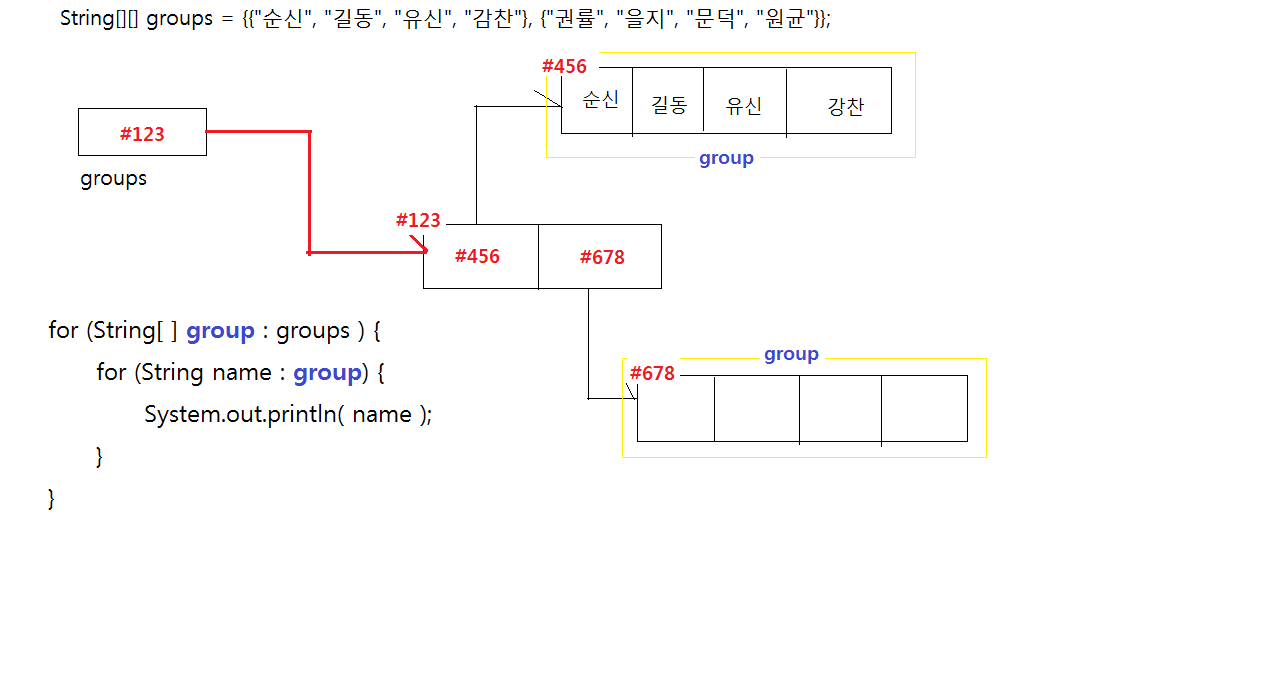 String[][] groups = {{"순신", "길동", "유신", "감찬"}, {"권률", "을지", "문덕", "원균"}};
#456
순신 길동 유신 강찬
group
#123
groups
#123
#456 #678
for (String[ ] group : groups ) {
for (String name : group) {
System.out.println( name );
}
}
group
#678